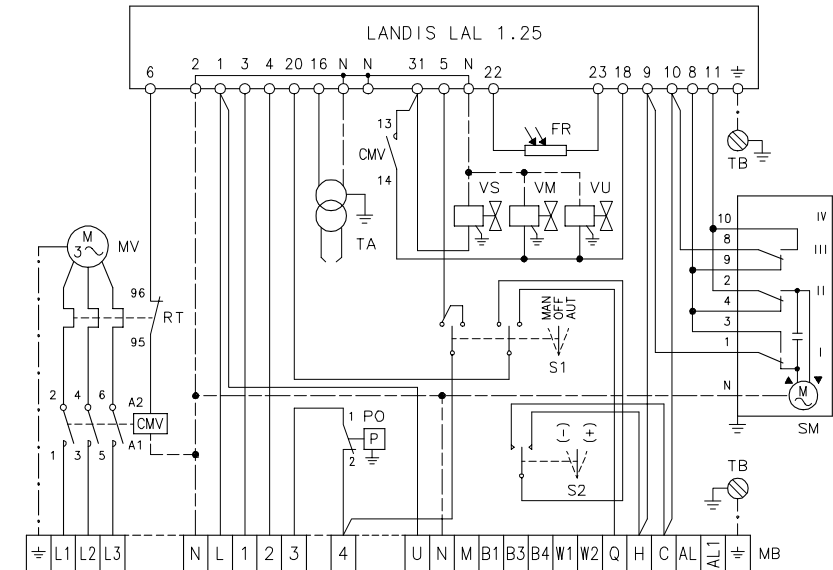 LANDIS LAL 1.25
6 2 1 3 4 20 16 N N 31 5 N 22 23 18 9 10 8 11
13
CMV
14
FR
TB
VS VM VU
TA
M
3
MV
96
RT
95
10 IV
8 III
9
2 II
4
3
1 I
N
M
SM
MAN
OFF
AUT
S1
2 4 6 A2
CMV
A1
1 3 5
1 PO
P
2
(-) (+)
S2
TB
L1 L2 L3 N L 1 2 3 4 U N M B1 B3 B4 W1 W2 Q H C AL AL1 MB